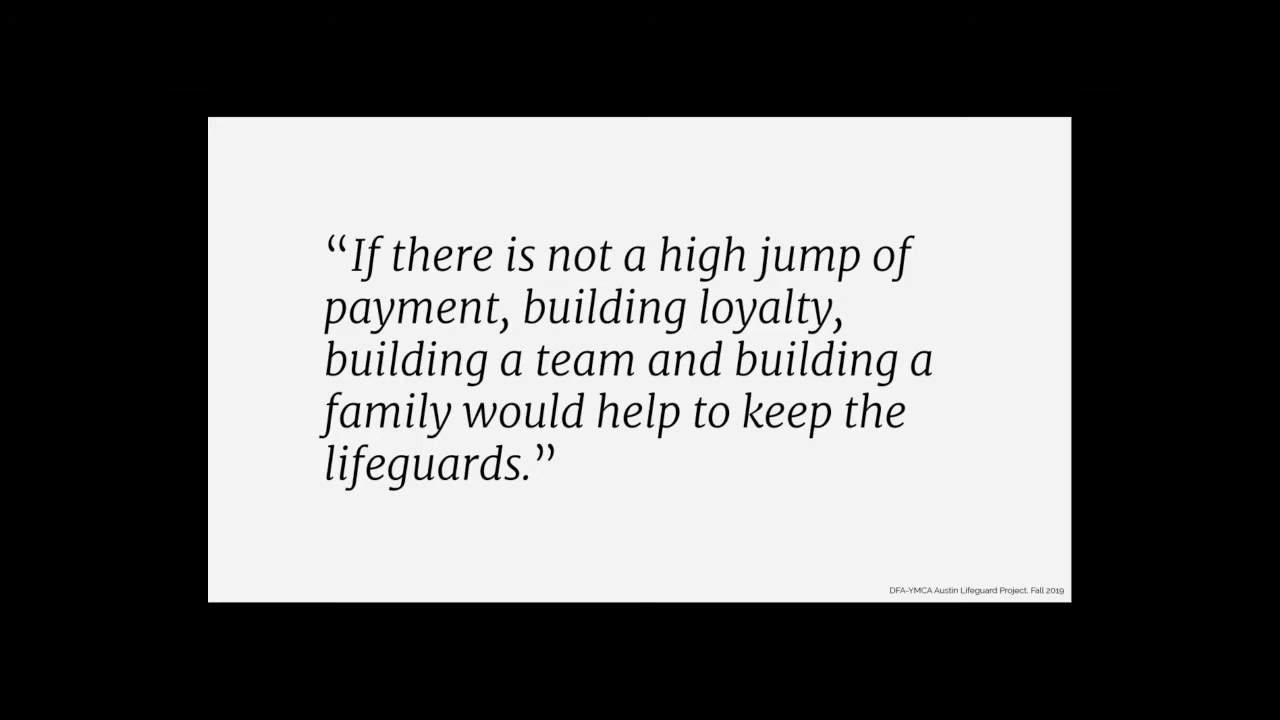 “If there is not a high jump of
payment, building loyalty,
building a team and building a
family would help to keep the
lifeguards.”
DFA-YMCA Austin Lifeguard Project, Fall 2019